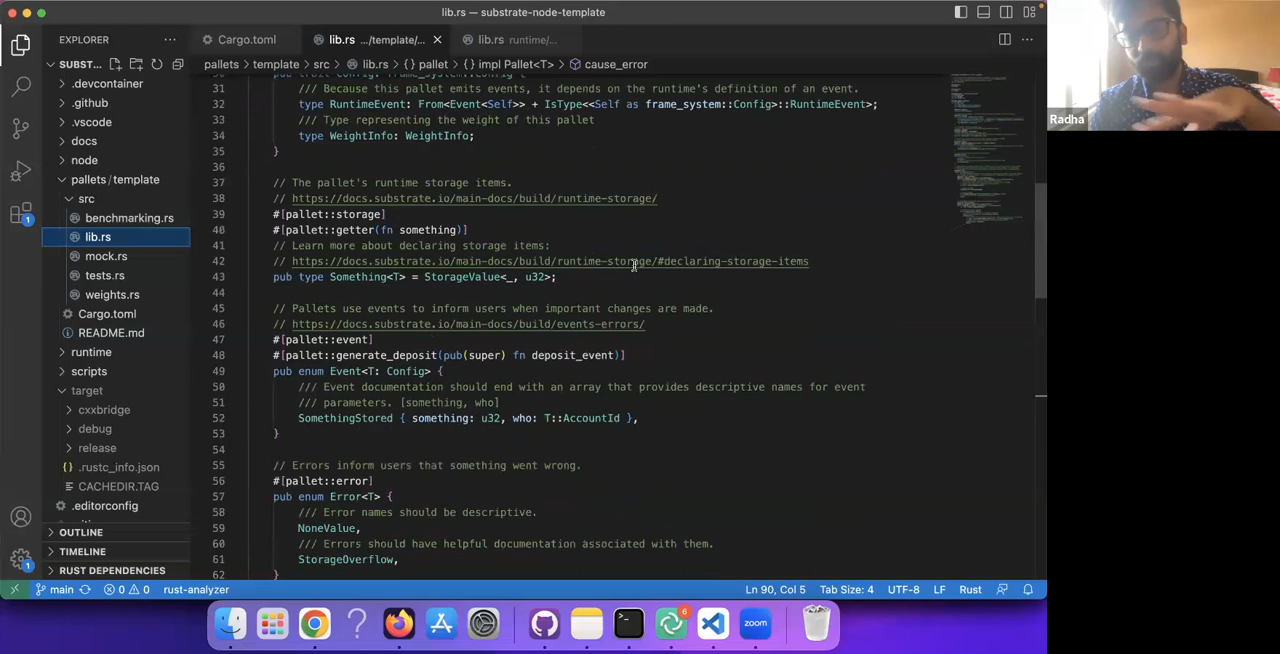 lib.rs — substrate-node-template
EXPLORER
Cargo.toml
lib.rs .../template/...
lib.rs runtime/...
SUBST...
pallets > template > src > lib.rs > {} pallet > impl Pallet<T> > cause_error
.devcontainer
.github
.vscode
docs
node
pallets/template
src
benchmarking.rs
lib.rs
mock.rs
tests.rs
weights.rs
Cargo.toml
README.md
runtime
scripts
target
cxxbridge
debug
release
{} .rustc_info.json
CACHEDIR.TAG
.editorconfig
OUTLINE
TIMELINE
RUST DEPENDENCIES
pub trait Config: frame_system::Config {
31 /// Because this pallet emits events, it depends on the runtime's definition of an event.
32 type RuntimeEvent: From<Event<Self>> + IsType<<Self as frame_system::Config>::RuntimeEvent>;
33 /// Type representing the weight of this pallet
34 type WeightInfo: WeightInfo;
35 }
36
37 // The pallet's runtime storage items.
38 // https://docs.substrate.io/main-docs/build/runtime-storage/
39 #[pallet::storage]
40 #[pallet::getter(fn something)]
41 // Learn more about declaring storage items:
42 // https://docs.substrate.io/main-docs/build/runtime-storage/#declaring-storage-items
43 pub type Something<T> = StorageValue<_, u32>;
44
45 // Pallets use events to inform users when important changes are made.
46 // https://docs.substrate.io/main-docs/build/events-errors/
47 #[pallet::event]
48 #[pallet::generate_deposit(pub(super) fn deposit_event)]
49 pub enum Event<T: Config> {
50 /// Event documentation should end with an array that provides descriptive names for event
51 /// parameters. [something, who]
52 SomethingStored { something: u32, who: T::AccountId },
53 }
54
55 // Errors inform users that something went wrong.
56 #[pallet::error]
57 pub enum Error<T> {
58 /// Error names should be descriptive.
59 NoneValue,
60 /// Errors should have helpful documentation associated with them.
61 StorageOverflow,
62 }
1
1
main 0 0 rust-analyzer
Ln 90, Col 5 Tab Size: 4 UTF-8 LF Rust
Radha
6
zoom